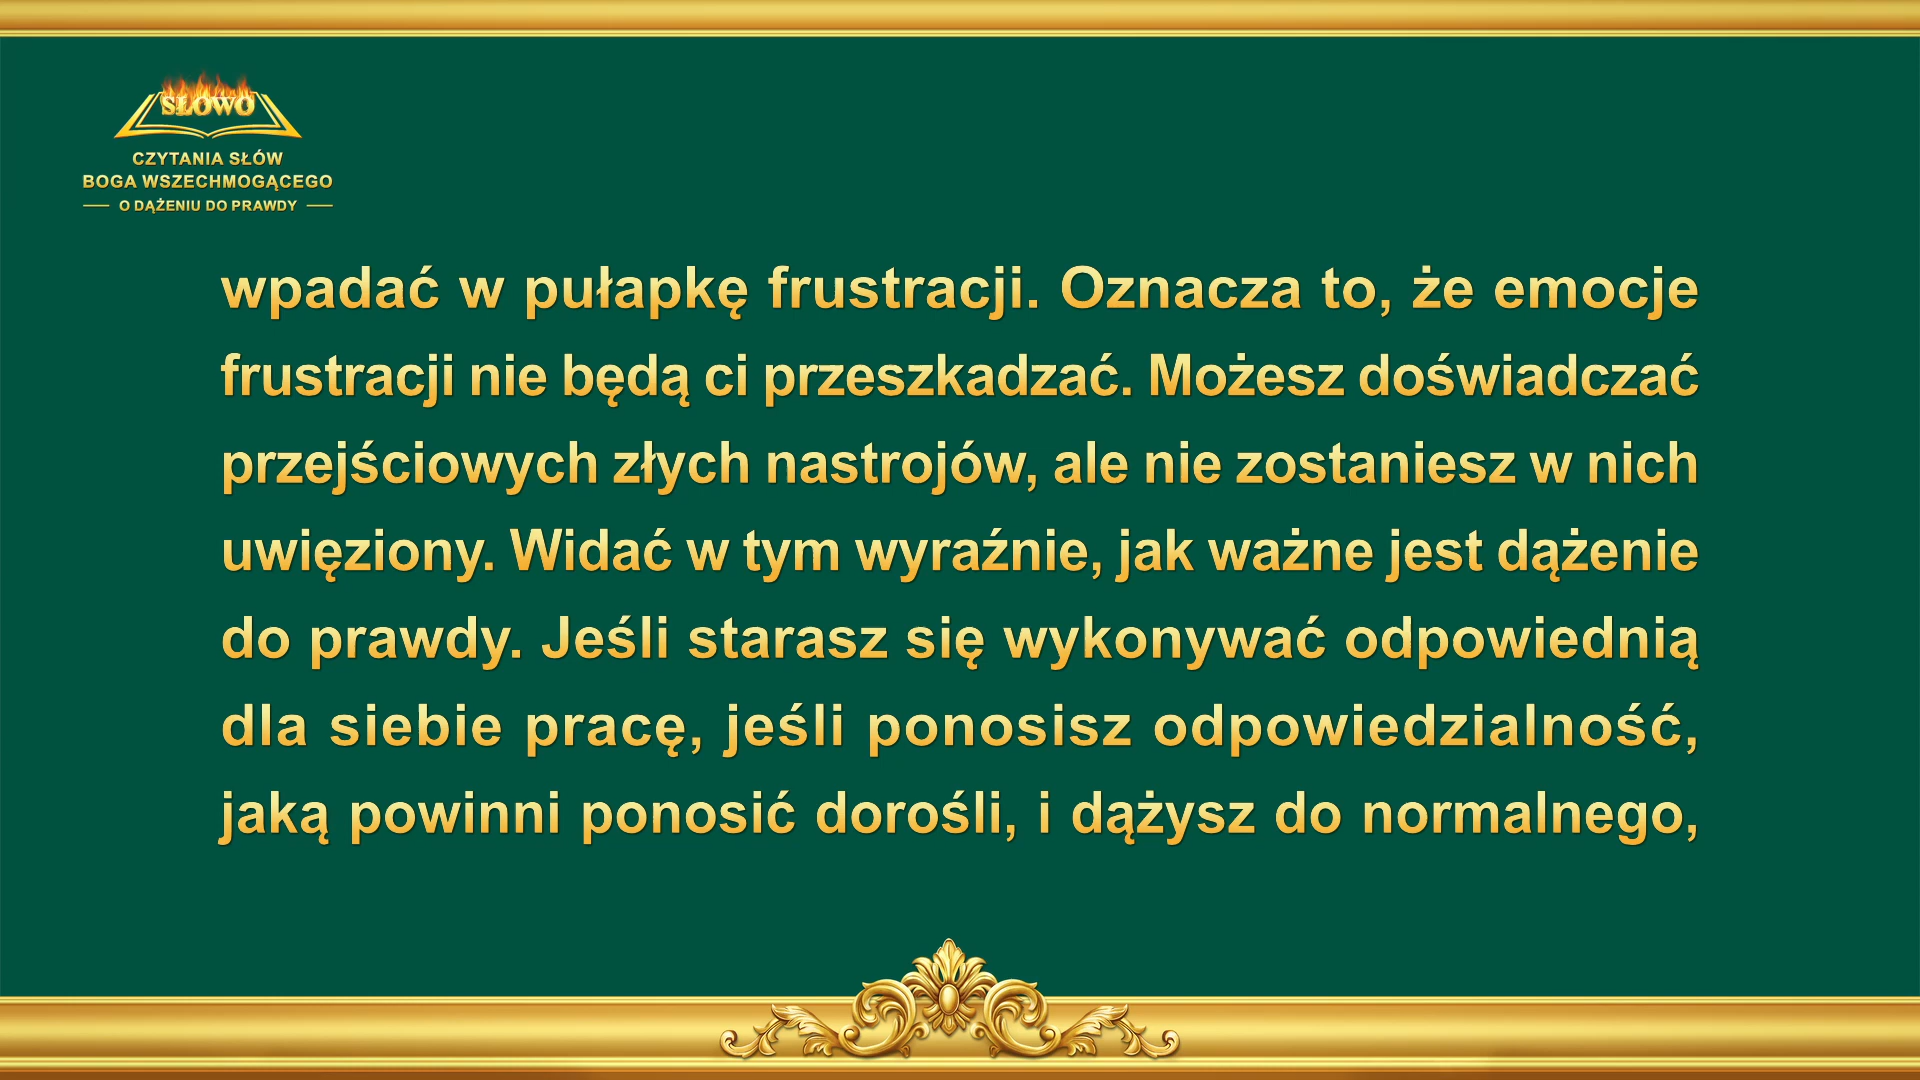 SŁOWO
CZYTANIA SŁÓW
BOGA WSZECHMOGĄCEGO
O DĄŻENIU DO PRAWDY
wpadać w pułapkę frustracji. Oznacza to, że emocje
frustracji nie będą ci przeszkadzać. Możesz doświadczać
przejściowych złych nastrojów, ale nie zostaniesz w nich
uwięziony. Widać w tym wyraźnie, jak ważne jest dążenie
do prawdy. Jeśli starasz się wykonywać odpowiednią
dla siebie pracę, jeśli ponosisz odpowiedzialność,
jaką powinni ponosić dorośli, i dążysz do normalnego,